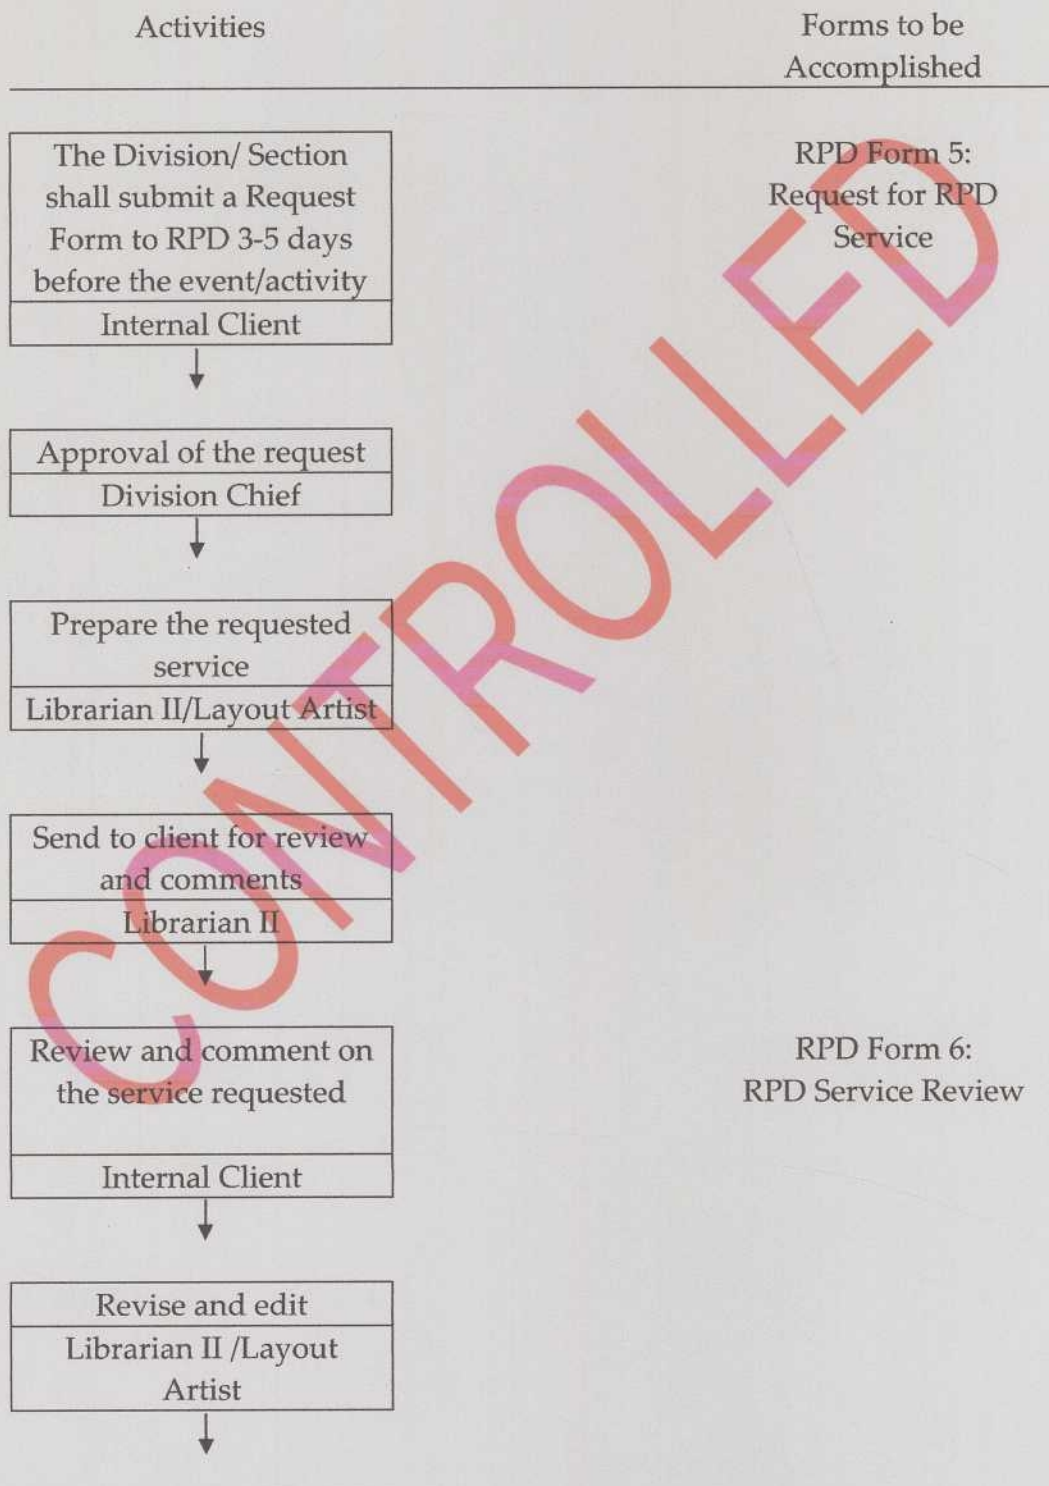 Activities
Forms to be
Accomplished
The Division/ Section
shall submit a Request
Form to RPD 3-5 days
before the event/activity
Internal Client
RPD Form 5:
Request for RPD
Service
Approval of the request
Division Chief
Prepare the requested
service
Librarian II/Layout Artist
Send to client for review
and comments
Librarian II
Review and comment on
the service requested
Internal Client
RPD Form 6:
RPD Service Review
Revise and edit
Librarian II /Layout
Artist
CONTROLLED